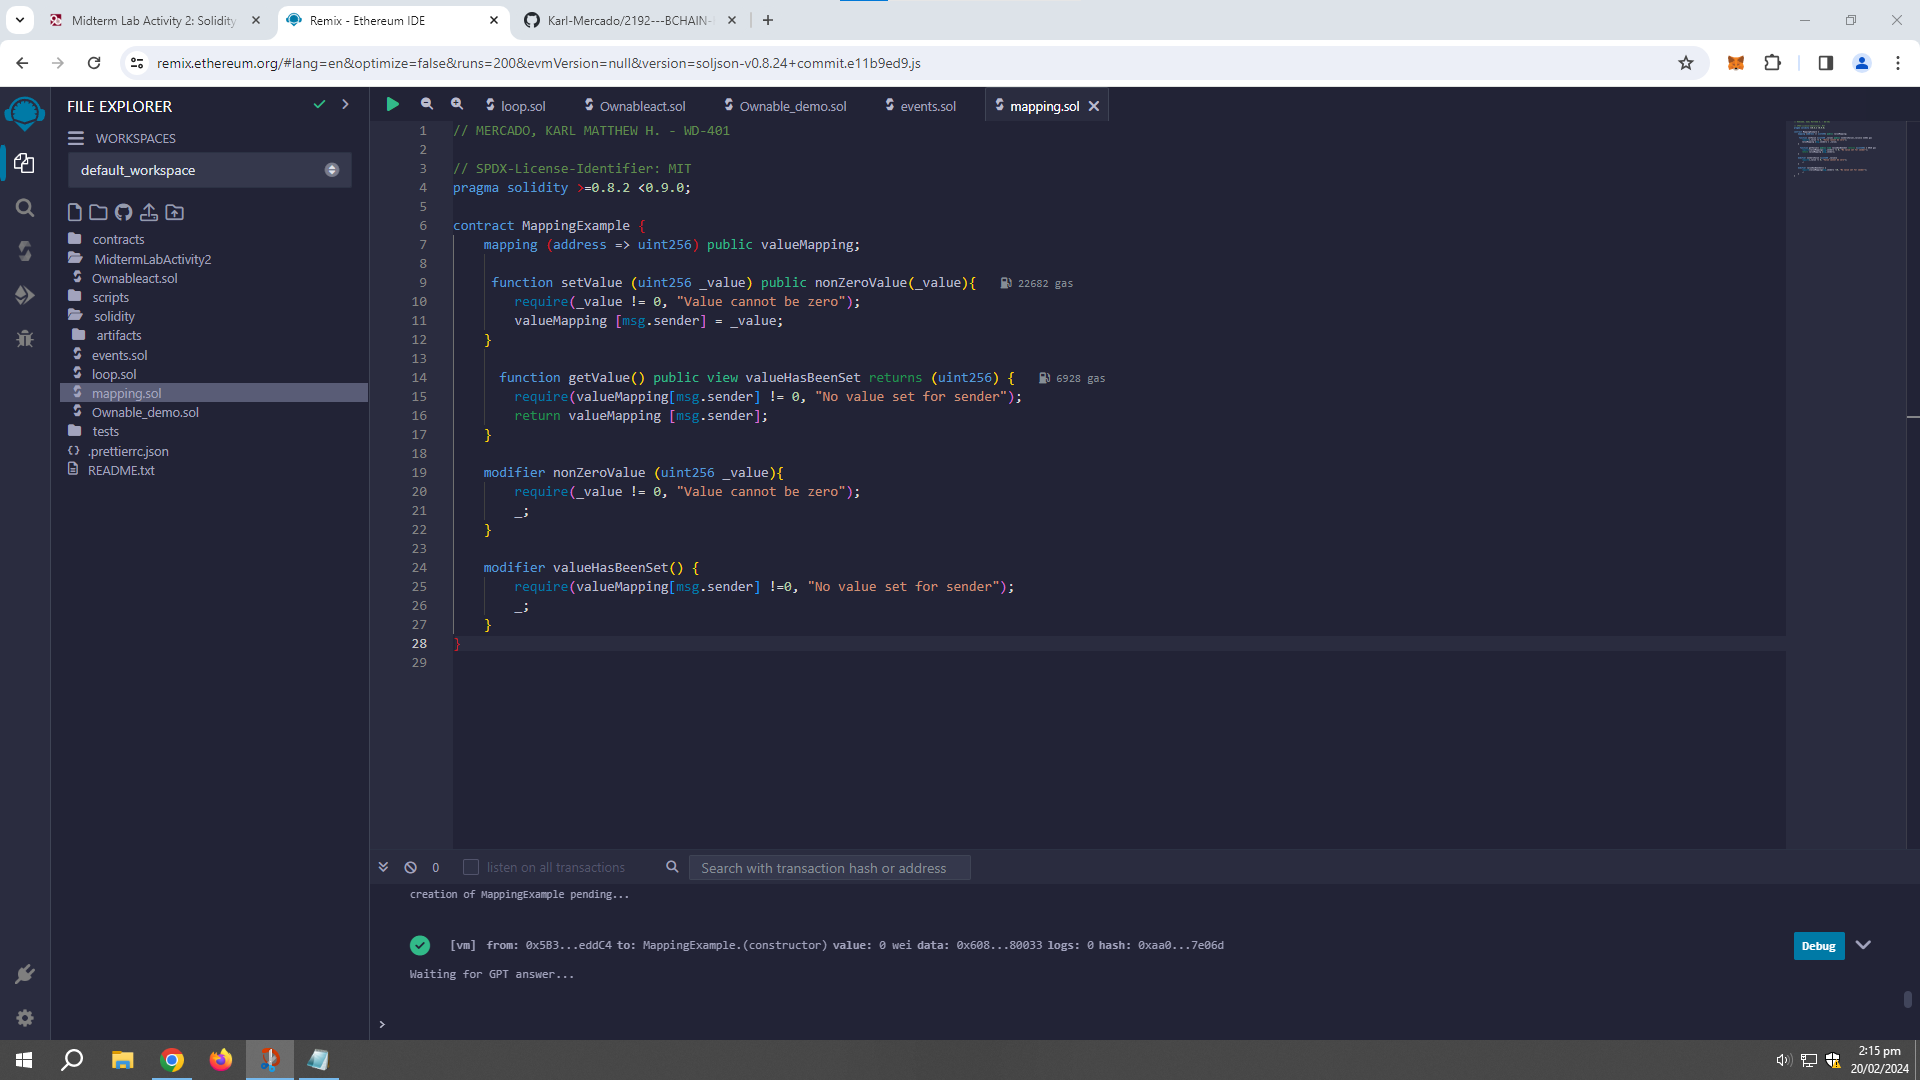 Midterm Lab Activity 2: Solidity
Remix - Ethereum IDE
Karl-Mercado/2192---BCHAIN-
remix.ethereum.org/#lang=en&optimize=false&runs=200&evmVersion=null&version=soljson-v0.8.24+commit.e11b9ed9.js
FILE EXPLORER
WORKSPACES
default_workspace
contracts
MidtermLabActivity2
Ownableact.sol
scripts
solidity
artifacts
events.sol
loop.sol
mapping.sol
Ownable_demo.sol
tests
.prettierrc.json
README.txt
loop.sol
Ownableact.sol
Ownable_demo.sol
events.sol
mapping.sol
1 // MERCADO, KARL MATTHEW H. - WD-401
2
3 // SPDX-License-Identifier: MIT
4 pragma solidity >=0.8.2 <0.9.0;
5
6 contract MappingExample {
7 mapping (address => uint256) public valueMapping;
8
9 function setValue (uint256 _value) public nonZeroValue(_value){ 22682 gas
10 require(_value != 0, "Value cannot be zero");
11 valueMapping [msg.sender] = _value;
12 }
13
14 function getValue() public view valueHasBeenSet returns (uint256) { 6928 gas
15 require(valueMapping[msg.sender] != 0, "No value set for sender");
16 return valueMapping [msg.sender];
17 }
18
19 modifier nonZeroValue (uint256 _value){
20 require(_value != 0, "Value cannot be zero");
21 _;
22 }
23
24 modifier valueHasBeenSet() {
25 require(valueMapping[msg.sender] !=0, "No value set for sender");
26 _;
27 }
28 }
29
0 listen on all transactions Search with transaction hash or address
creation of MappingExample pending...
[vm] from: 0x5B3...eddC4 to: MappingExample.(constructor) value: 0 wei data: 0x608...80033 logs: 0 hash: 0xaa0...7e06d
Debug
Waiting for GPT answer...
>
2:15 pm
20/02/2024